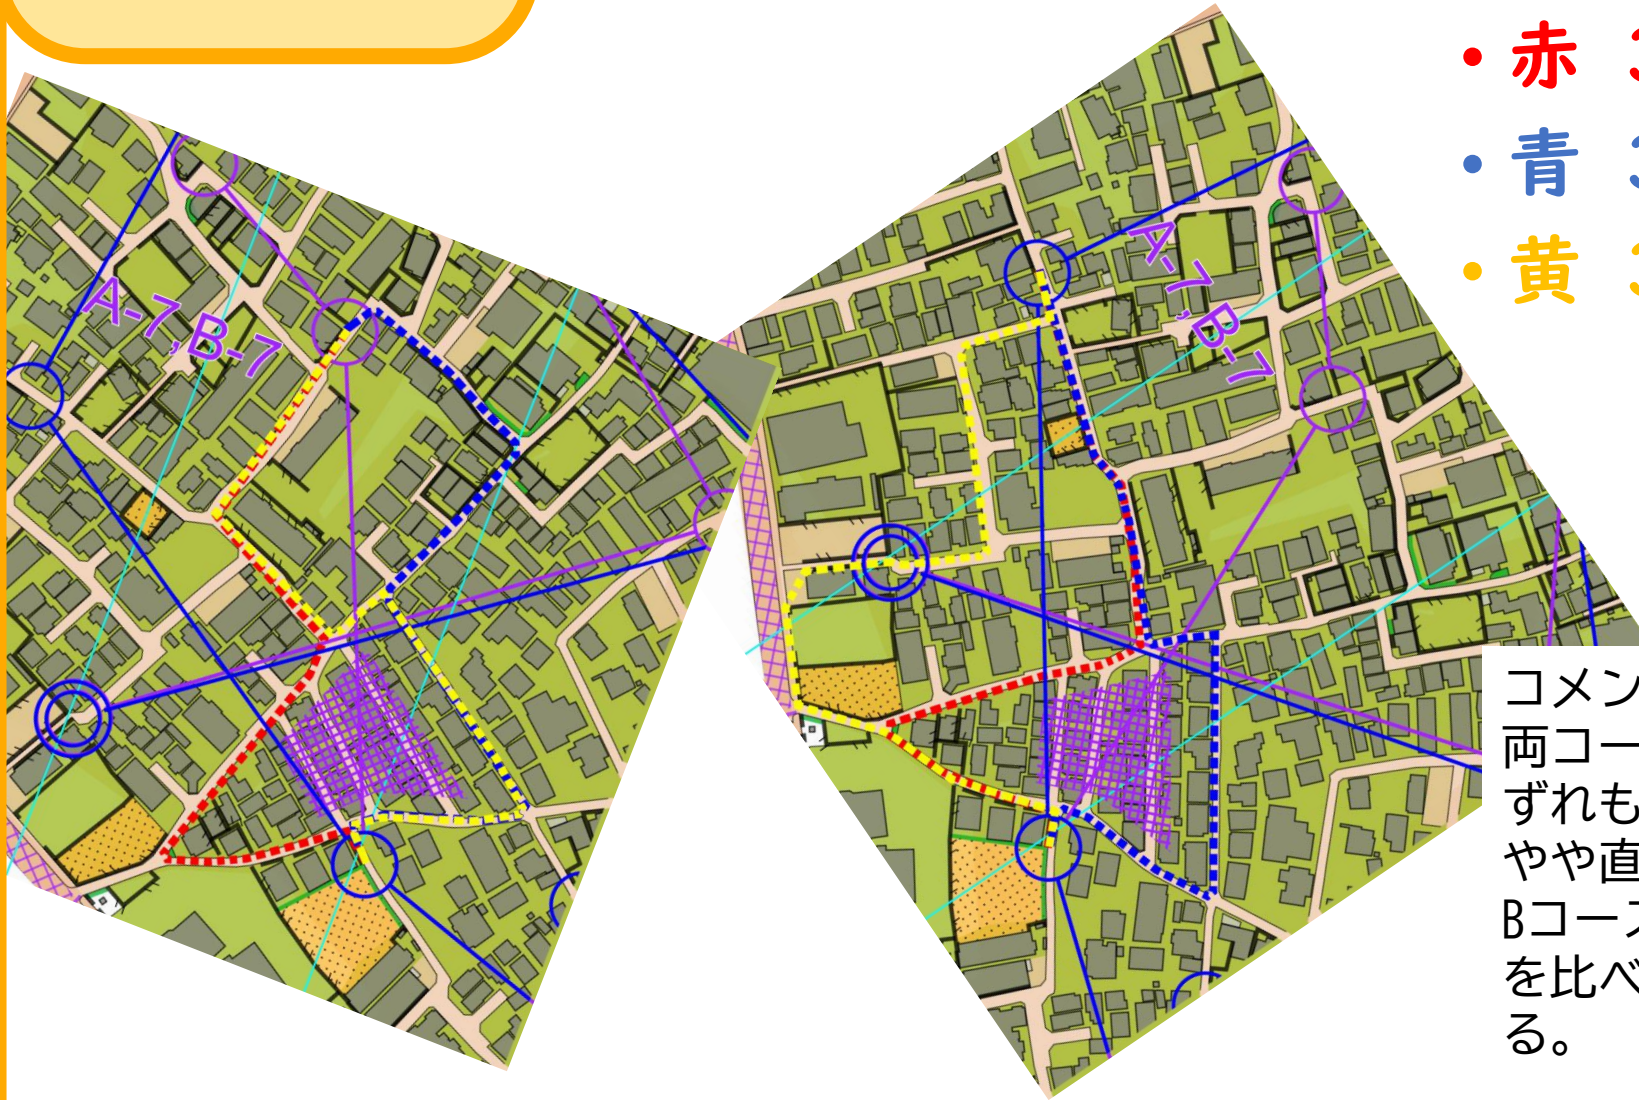 ・赤
・青
・黄
A-7,B-7
A-7,B-7
コメン
両コー
ずれも
やや直
Bコース
を比べ
る。